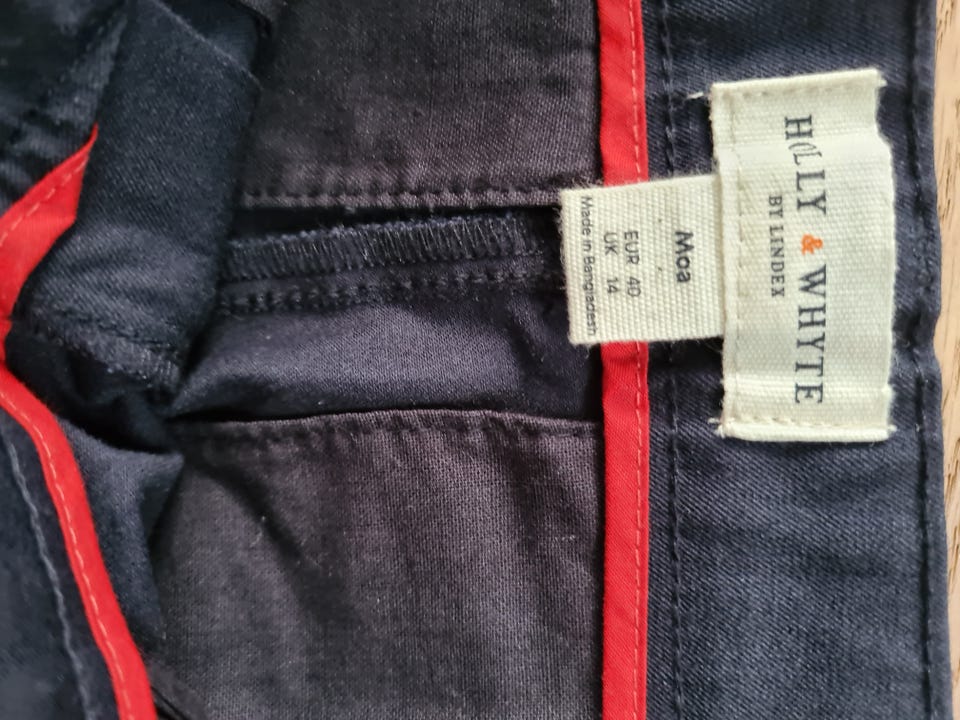 HOLLY & WHYTE
BY LINDEX
Moa
EUR 40
UK 14
Made in Bangladesh